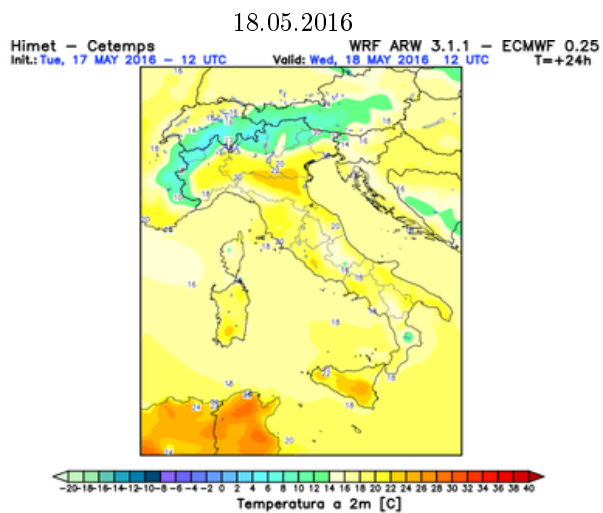 18.05.2016
Himet – Cetemps WRF ARW 3.1.1 – ECMWF 0.25
Init.: Tue, 17 MAY 2016 – 12 UTC Valid: Wed, 18 MAY 2016 12 UTC T=+24h
-20-18-16-14-12-10-8 -6 -4 -2 0 2 4 6 8 10 12 14 16 18 20 22 24 26 28 30 32 34 36 38 40
Temperatura a 2m [C]